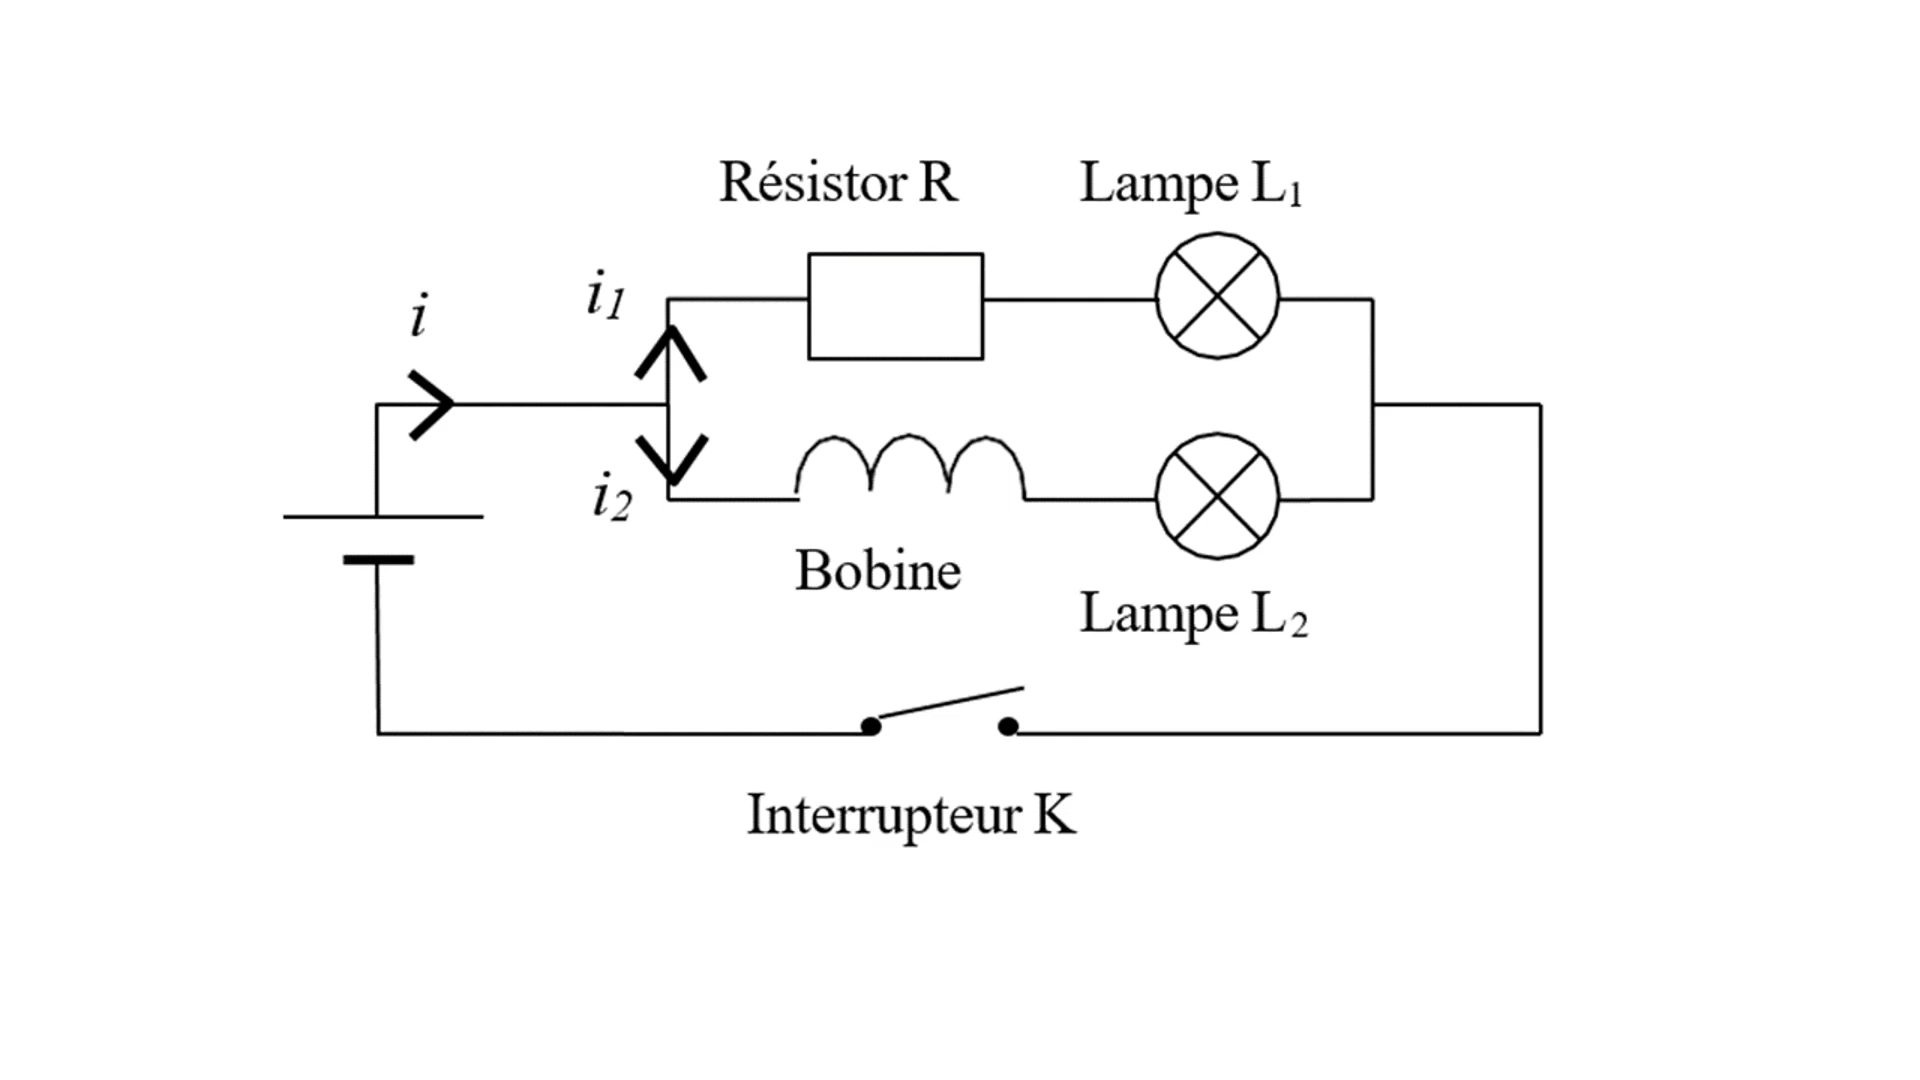 Résistor R
Lampe L₁
i
i₁
i₂
Bobine
Lampe L₂
Interrupteur K